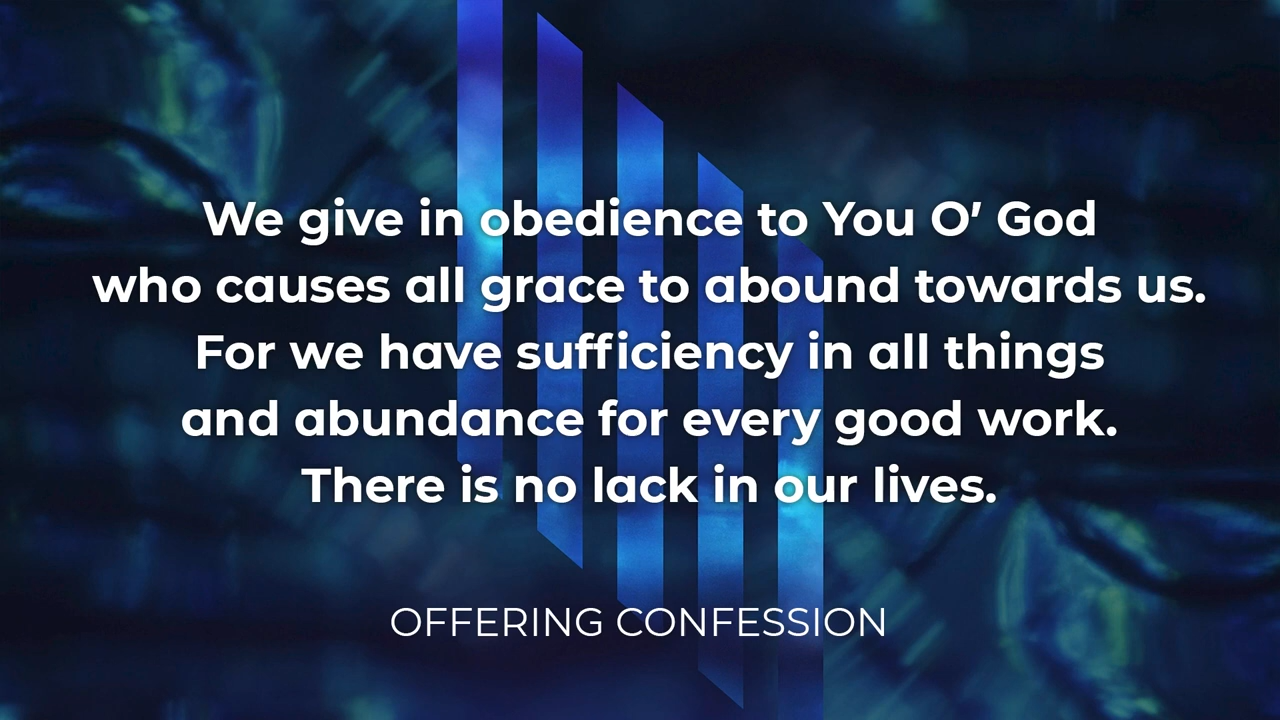 We give in obedience to You O' God
who causes all grace to abound towards us.
For we have sufficiency in all things
and abundance for every good work.
There is no lack in our lives.
OFFERING CONFESSION